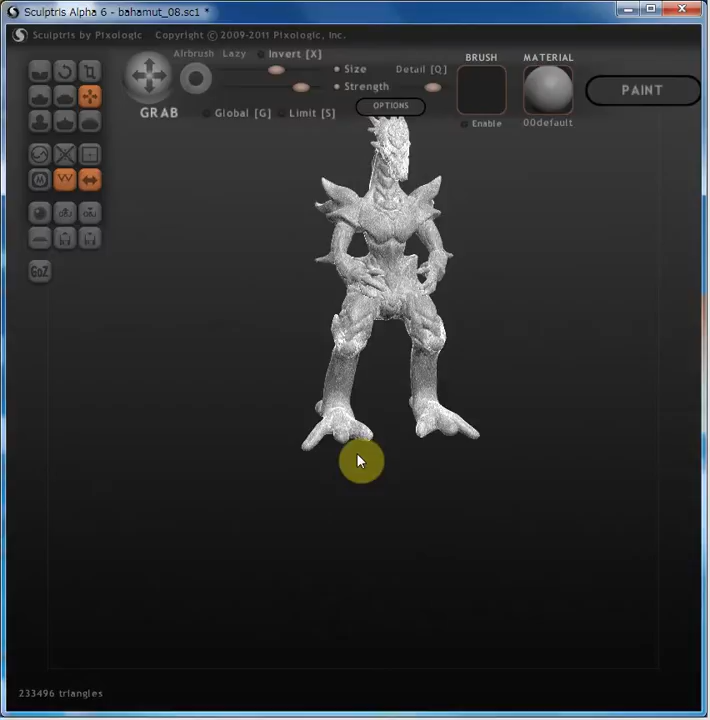 Sculptris Alpha 6 - bahamut_08.sc1 *
Sculptris by Pixologic Copyright © 2009-2011 Pixologic, Inc.
Airbrush Lazy Invert [X]
Size Detail [Q]
Strength
GRAB Global [G] Limit [S] OPTIONS
BRUSH
Enable
MATERIAL
00default
PAINT
GoZ
233496 triangles